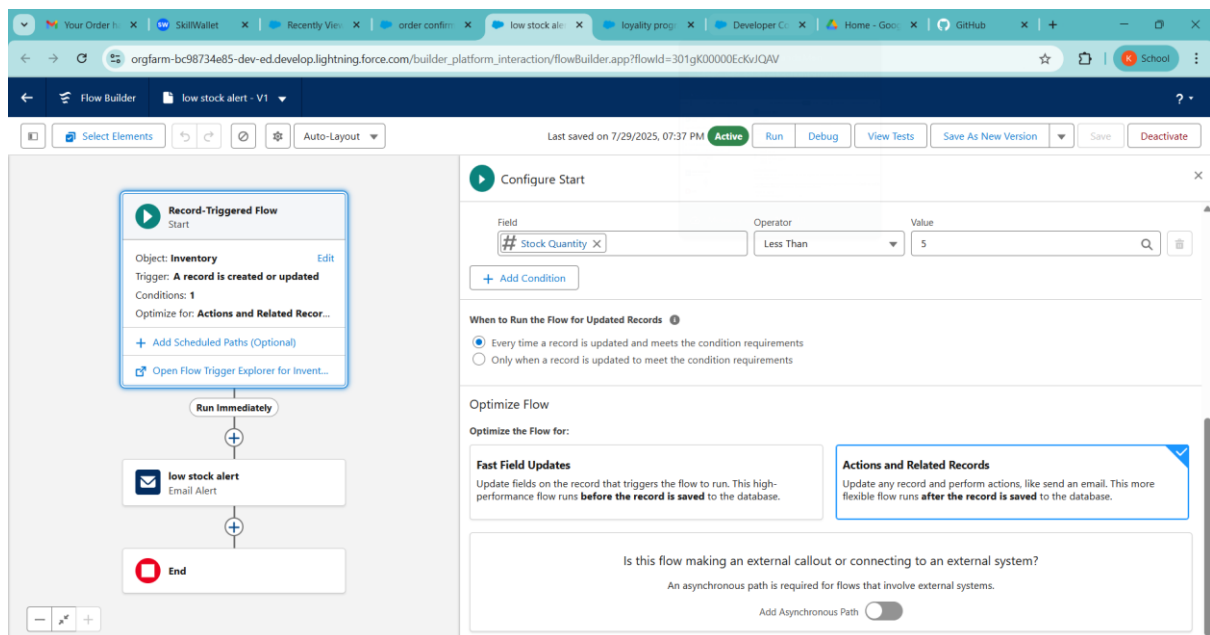 Your Order ha
SkillWallet
Recently View
order confirm
low stock aler
loyality progr
Developer Co
Home - Goog
GitHub
orgfarm-bc98734e85-dev-ed.develop.lightning.force.com/builder_platform_interaction/flowBuilder.app?flowId=301gK00000EcKvJQAV
K School
Flow Builder
low stock alert - V1
?
Select Elements
Auto-Layout
Last saved on 7/29/2025, 07:37 PM
Active
Run
Debug
View Tests
Save As New Version
Save
Deactivate
Record-Triggered Flow
Start
Object: Inventory
Edit
Trigger: A record is created or updated
Conditions: 1
Optimize for: Actions and Related Recor...
Add Scheduled Paths (Optional)
Open Flow Trigger Explorer for Invent...
Run Immediately
low stock alert
Email Alert
End
Configure Start
Field
Operator
Value
Stock Quantity
Less Than
5
Add Condition
When to Run the Flow for Updated Records
Every time a record is updated and meets the condition requirements
Only when a record is updated to meet the condition requirements
Optimize Flow
Optimize the Flow for:
Fast Field Updates
Update fields on the record that triggers the flow to run. This high-
performance flow runs before the record is saved to the database.
Actions and Related Records
Update any record and perform actions, like send an email. This more
flexible flow runs after the record is saved to the database.
Is this flow making an external callout or connecting to an external system?
An asynchronous path is required for flows that involve external systems.
Add Asynchronous Path